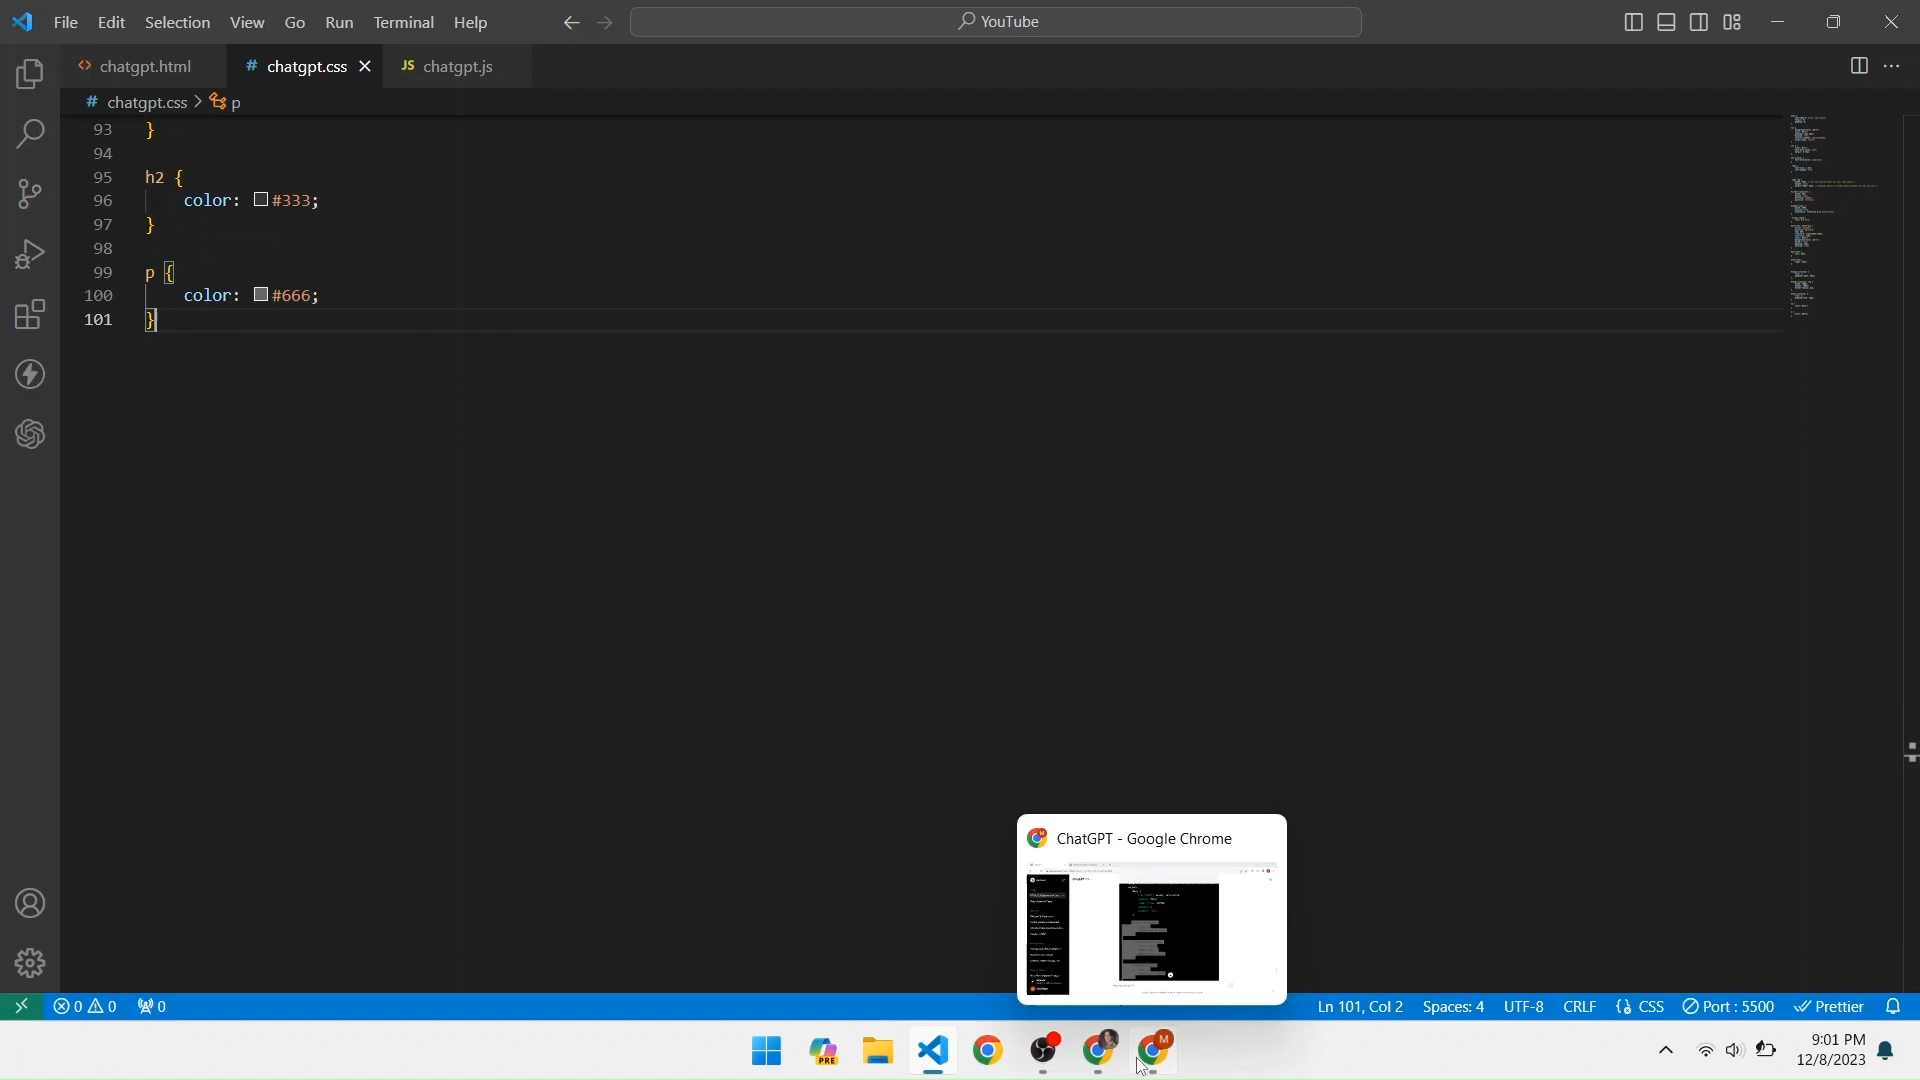 File Edit Selection View Go Run Terminal Help
YouTube
<> chatgpt.html
# chatgpt.css
JS chatgpt.js
# chatgpt.css > p
93 }
94
95 h2 {
96 color: #333;
97 }
98
99 p {
100 color: #666;
101 }
ChatGPT - Google Chrome
0 0 0
Ln 101, Col 2 Spaces: 4 UTF-8 CRLF CSS Port : 5500 Prettier
PRE
M
9:01 PM
12/8/2023